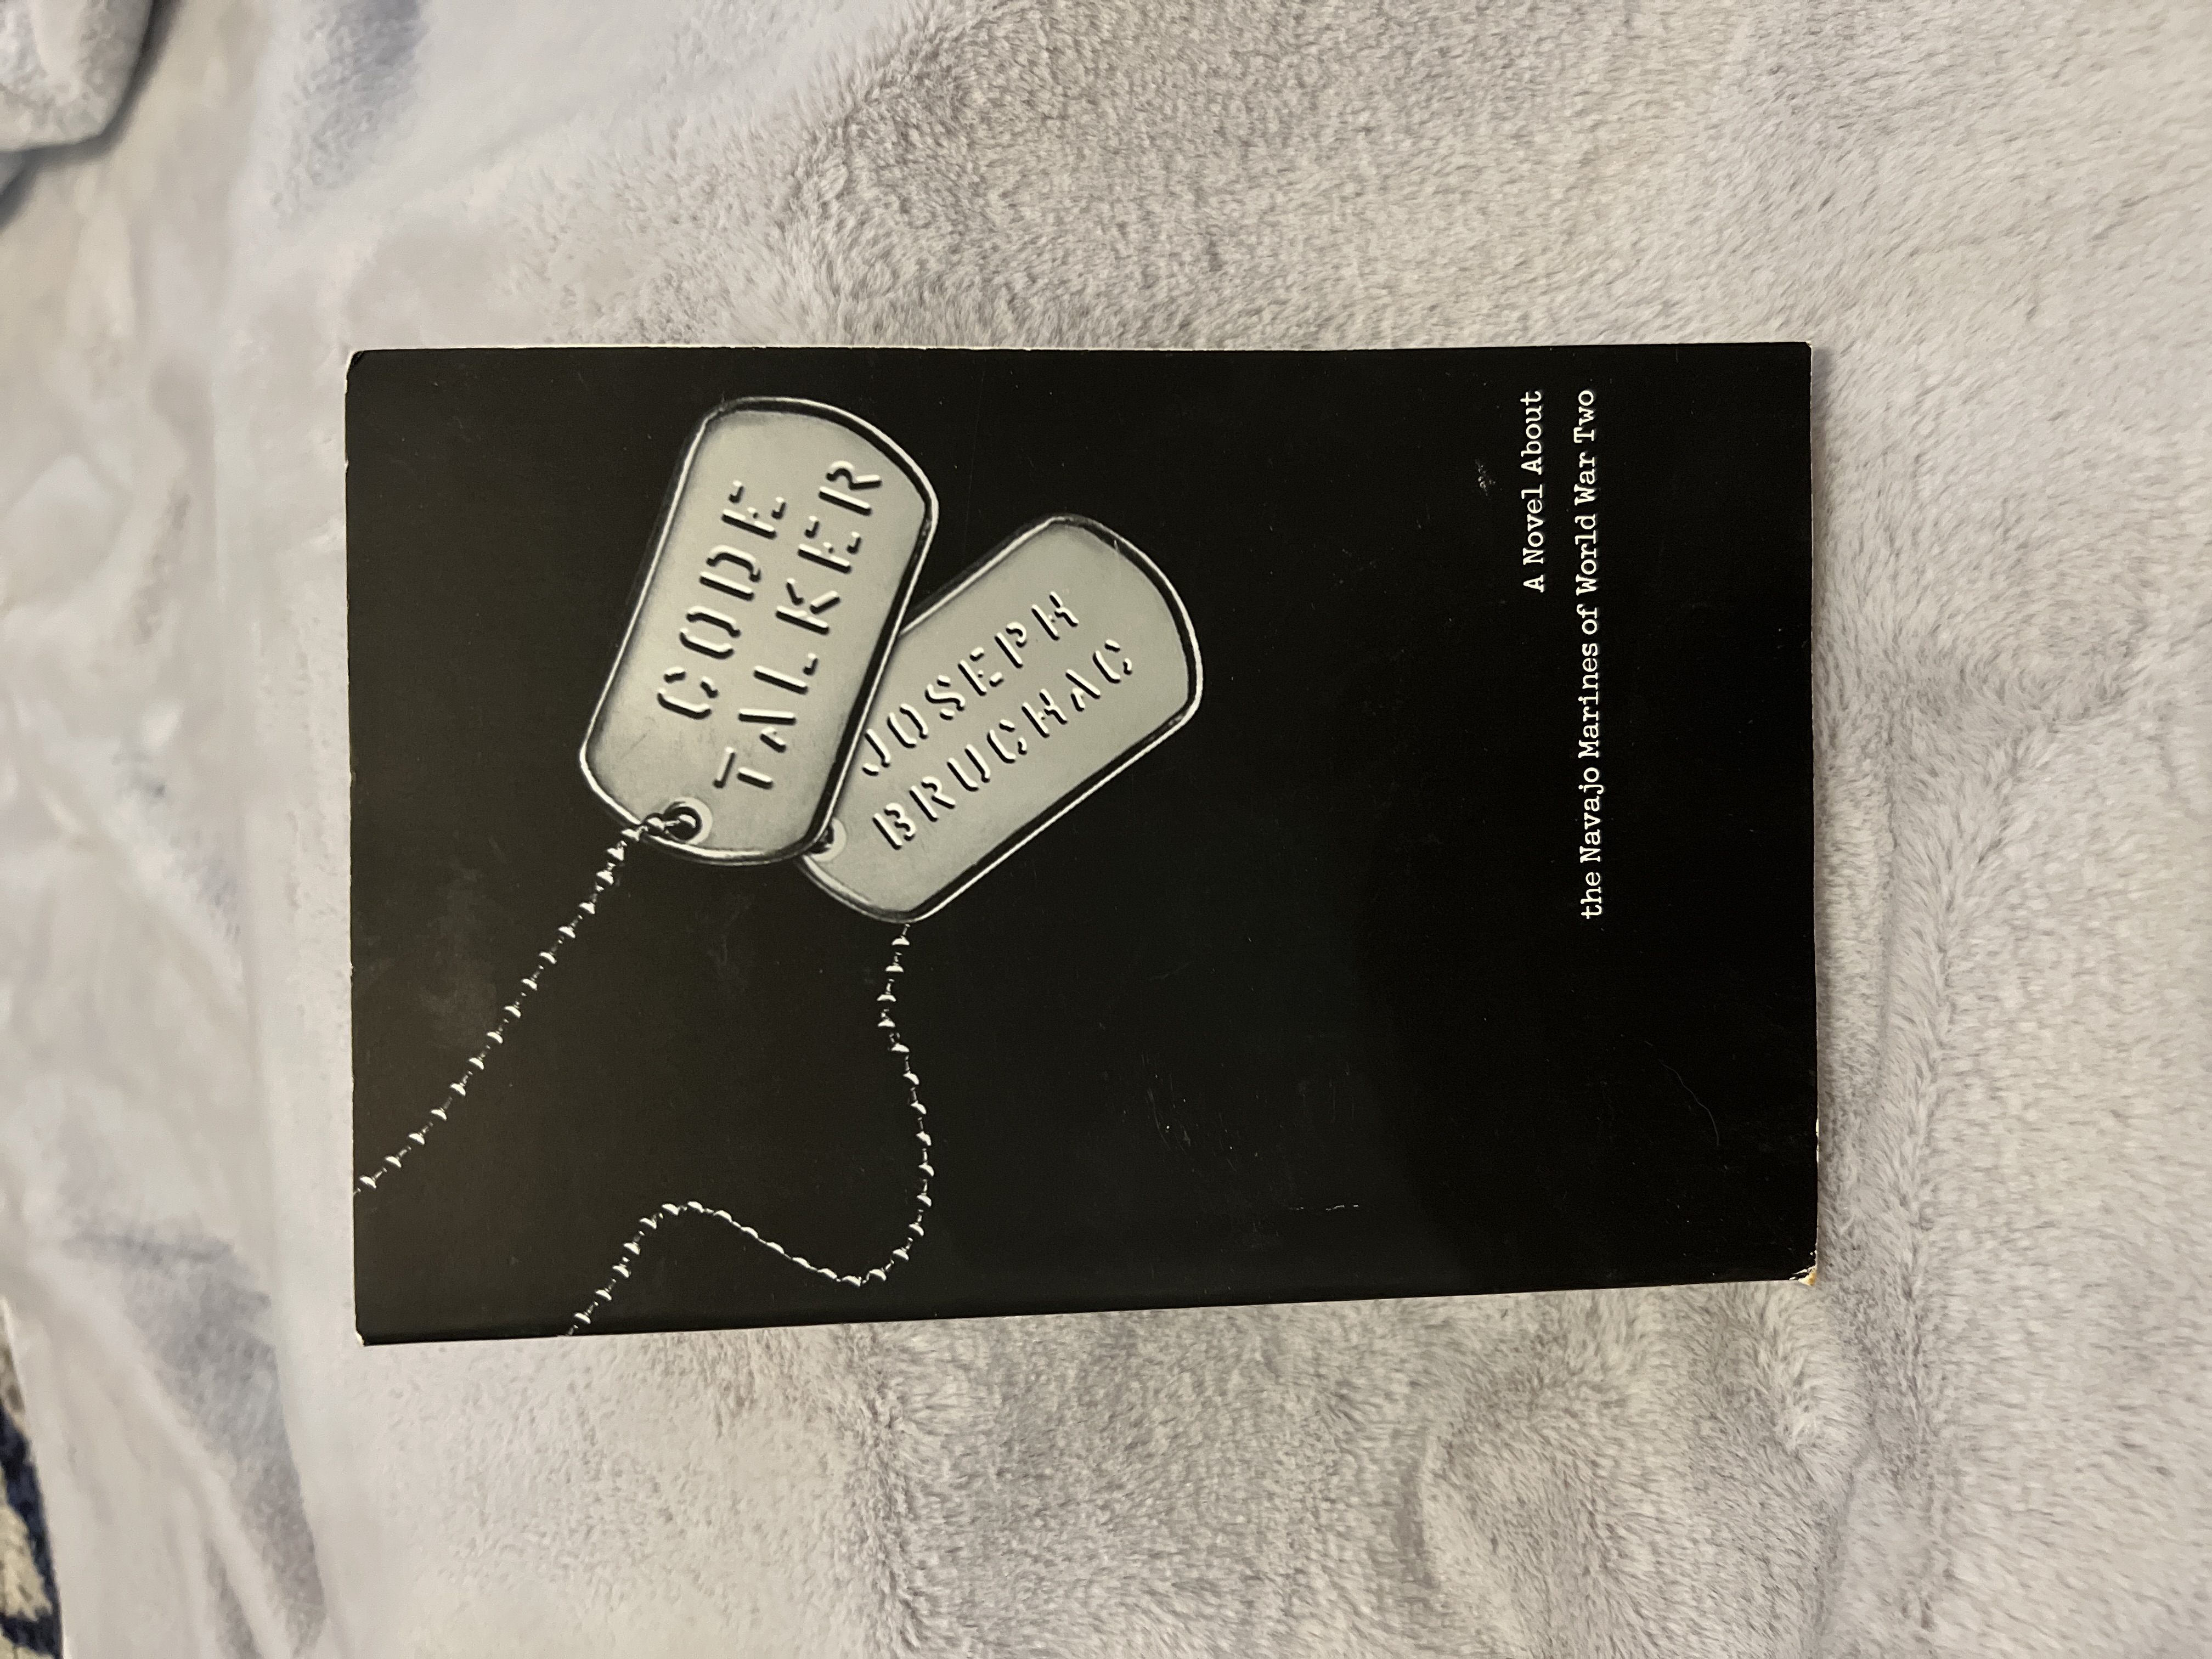 CODE
TALKER
JOSEPH
BRUCHAC
A Novel About
the Navajo Marines of World War Two